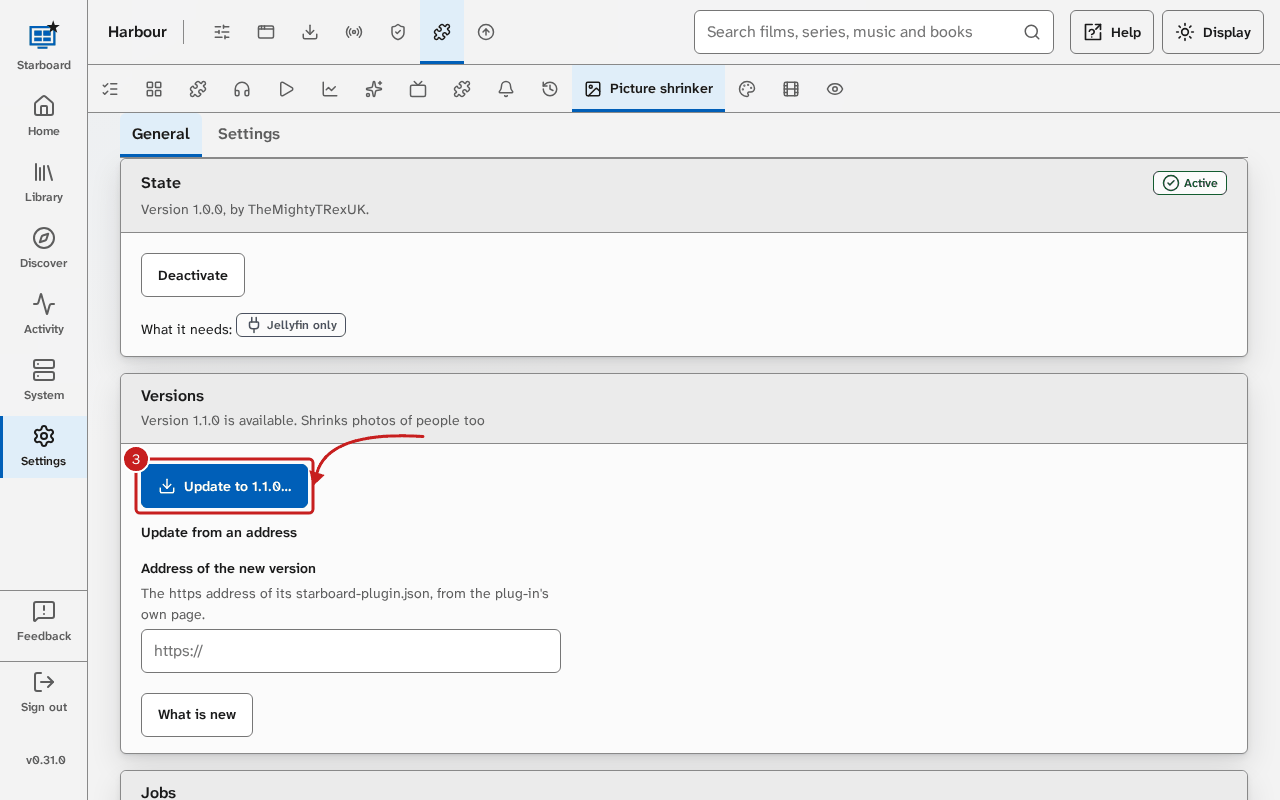 Starboard
Home
Library
Discover
Activity
System
Settings
Feedback
Sign out
v0.31.0
Harbour
Search films, series, music and books
Help
Display
Picture shrinker
General
Settings
State
Active
Version 1.0.0, by TheMightyTRexUK.
Deactivate
What it needs: Jellyfin only
Versions
Version 1.1.0 is available. Shrinks photos of people too
3
Update to 1.1.0...
Update from an address
Address of the new version
The https address of its starboard-plugin.json, from the plug-in's
own page.
https://
What is new
Jobs